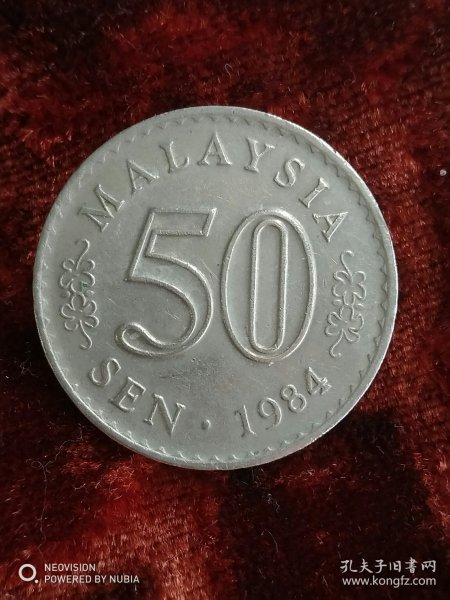 MALAYSIA
50
SEN · 1984
NEOVISION
POWERED BY NUBIA
孔夫子旧书网
www.kongfz.com